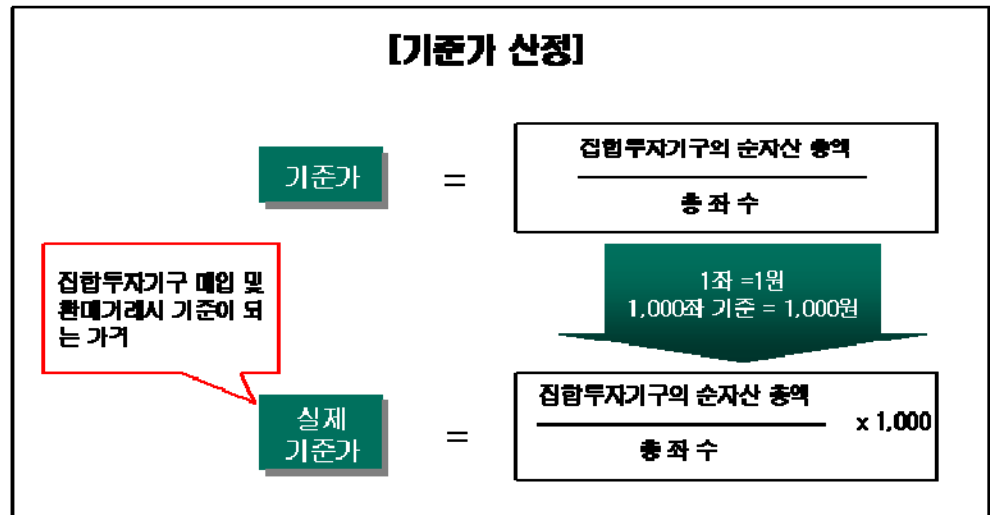 [기준가 산정]
기준가
=
집합투자기구의 순자산 총액
총 좌 수
집합투자기구 매입 및
환매거래시 기준이 되
는 가격
1좌 =1원
1,000좌 기준 = 1,000원
실제
기준가
=
집합투자기구의 순자산 총액
총 좌 수
x 1,000